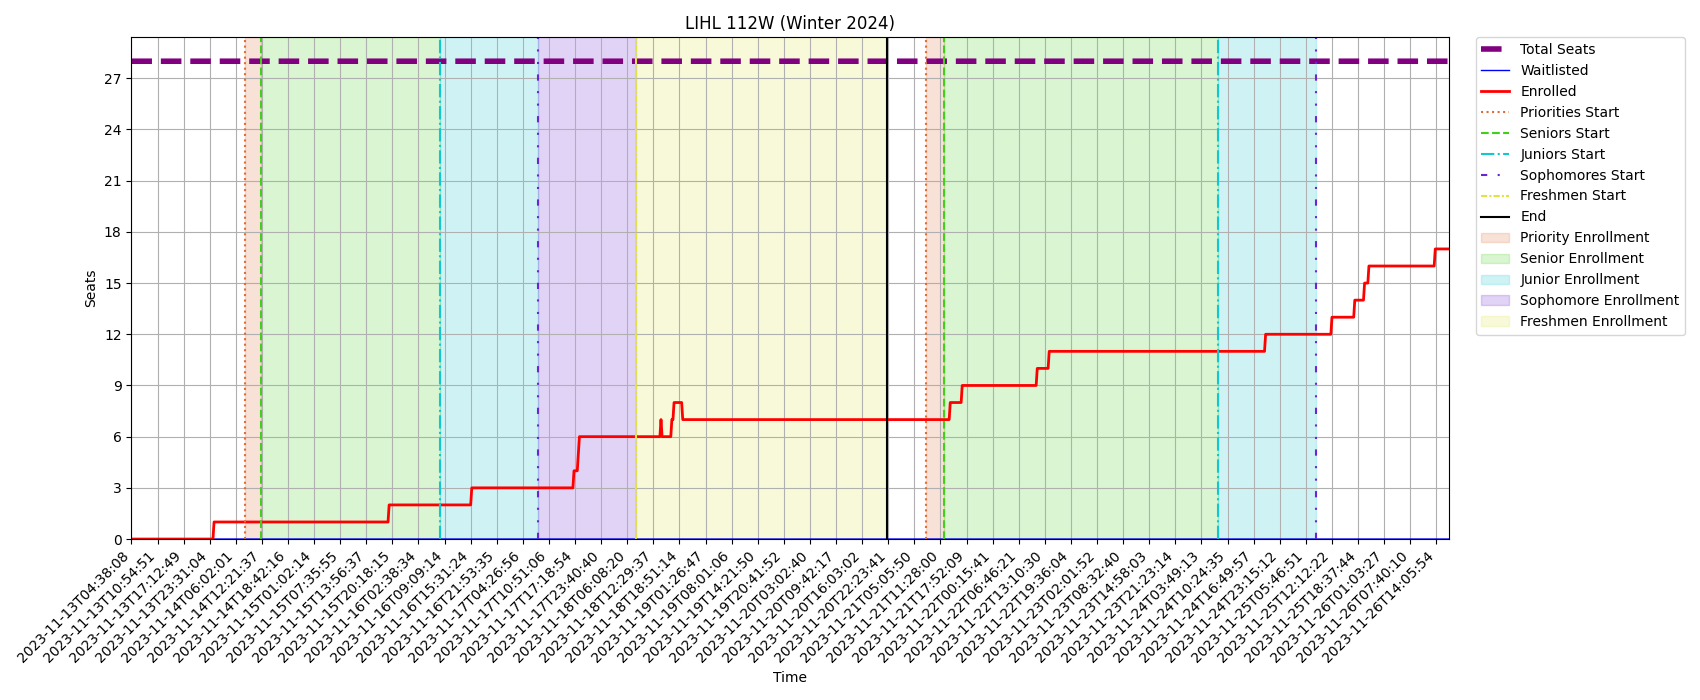 LIHL 112W (Winter 2024)
Seats
27
24
21
18
15
12
9
6
3
0
2023-11-13T04:38:08
2023-11-13T10:54:51
2023-11-13T17:12:49
2023-11-13T23:31:04
2023-11-14T06:02:01
2023-11-14T12:21:37
2023-11-14T18:42:16
2023-11-15T01:02:14
2023-11-15T07:35:55
2023-11-15T13:56:37
2023-11-15T20:18:15
2023-11-16T02:38:34
2023-11-16T09:09:14
2023-11-16T15:31:24
2023-11-16T21:53:35
2023-11-17T04:26:56
2023-11-17T10:51:06
2023-11-17T17:18:54
2023-11-17T23:40:40
2023-11-18T06:08:20
2023-11-18T12:29:37
2023-11-18T18:51:14
2023-11-19T01:26:47
2023-11-19T08:01:06
2023-11-19T14:21:50
2023-11-19T20:41:52
2023-11-20T03:02:40
2023-11-20T09:42:17
2023-11-20T16:03:02
2023-11-20T22:23:41
2023-11-21T05:05:50
2023-11-21T11:28:00
2023-11-21T17:52:09
2023-11-22T00:15:41
2023-11-22T06:46:21
2023-11-22T13:10:30
2023-11-22T19:36:04
2023-11-23T02:01:52
2023-11-23T08:32:40
2023-11-23T14:58:03
2023-11-23T21:23:14
2023-11-24T03:49:13
2023-11-24T10:24:35
2023-11-24T16:49:57
2023-11-24T23:15:12
2023-11-25T05:46:51
2023-11-25T12:12:22
2023-11-25T18:37:44
2023-11-26T01:03:27
2023-11-26T07:40:10
2023-11-26T14:05:54
Time
Total Seats
Waitlisted
Enrolled
Priorities Start
Seniors Start
Juniors Start
Sophomores Start
Freshmen Start
End
Priority Enrollment
Senior Enrollment
Junior Enrollment
Sophomore Enrollment
Freshmen Enrollment